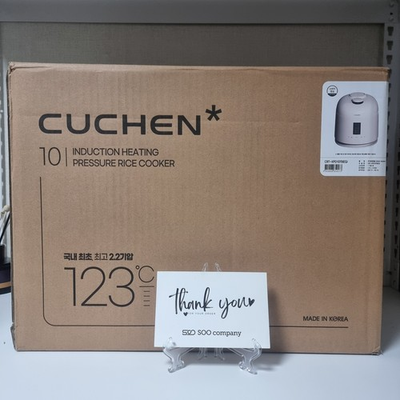 CUCHEN*
10 | INDUCTION HEATING
PRESSURE RICE COOKER
국내 최초 최고 2.2기압
123°C
thank you
SOO company
MADE IN KOREA